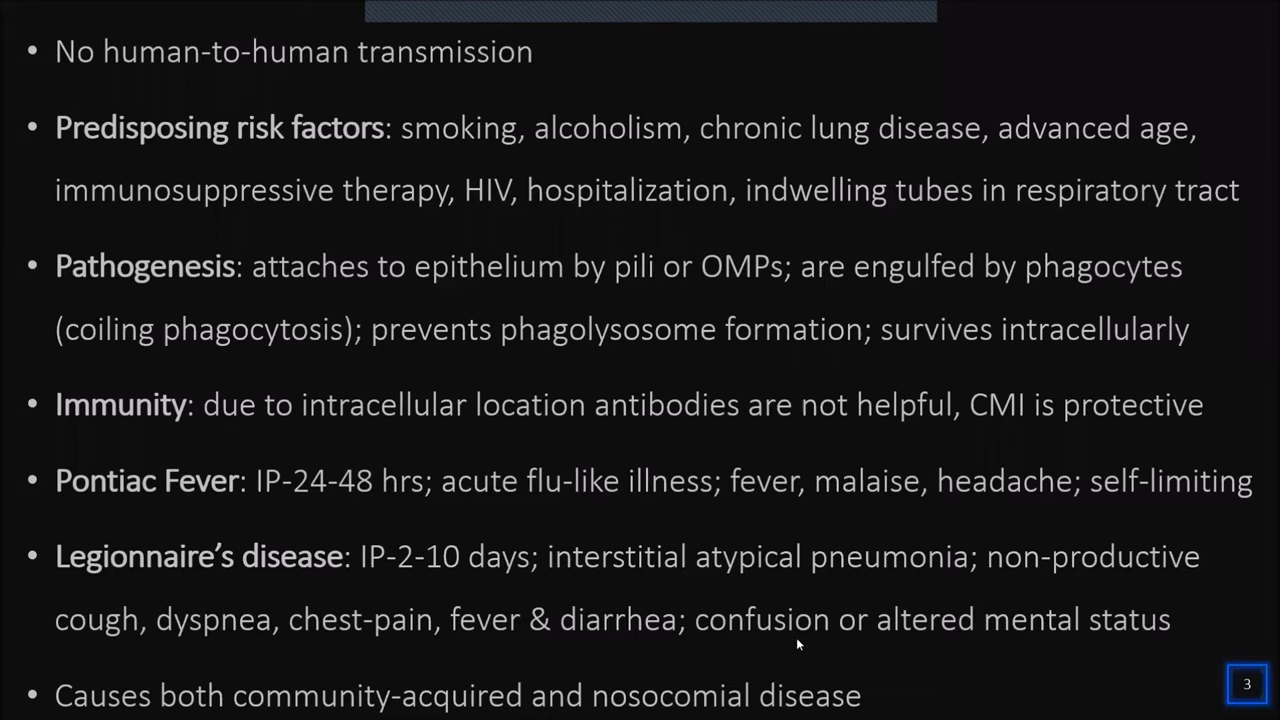 • No human-to-human transmission
• Predisposing risk factors: smoking, alcoholism, chronic lung disease, advanced age,
immunosuppressive therapy, HIV, hospitalization, indwelling tubes in respiratory tract
• Pathogenesis: attaches to epithelium by pili or OMPs; are engulfed by phagocytes
(coiling phagocytosis); prevents phagolysosome formation; survives intracellularly
• Immunity: due to intracellular location antibodies are not helpful, CMI is protective
• Pontiac Fever: IP-24-48 hrs; acute flu-like illness; fever, malaise, headache; self-limiting
• Legionnaire’s disease: IP-2-10 days; interstitial atypical pneumonia; non-productive
cough, dyspnea, chest-pain, fever & diarrhea; confusion or altered mental status
• Causes both community-acquired and nosocomial disease
3